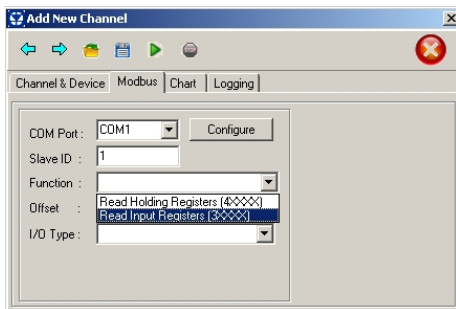 Add New Channel
Channel & Device Modbus Chart Logging
COM Port: COM1 Configure
Slave ID : 1
Function :
Read Holding Registers (4XXXX)
Offset :
Read Input Registers (3XXXX)
I/O Type :